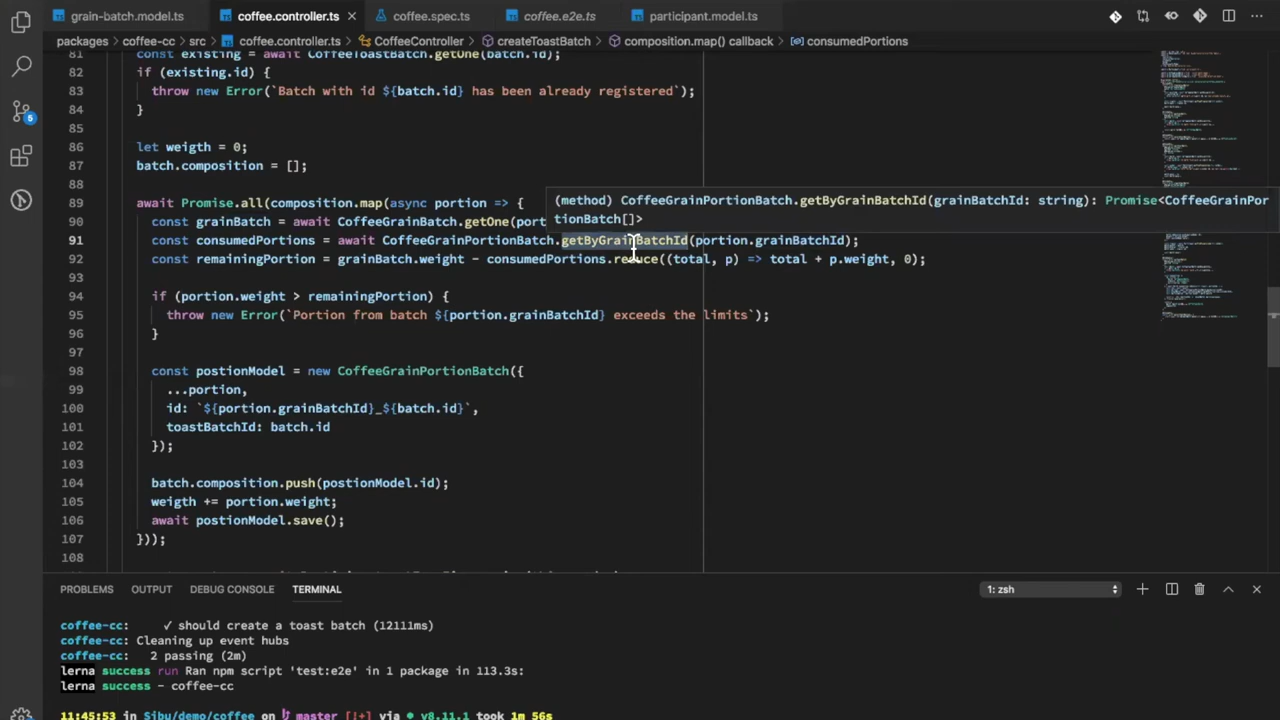 grain-batch.model.ts coffee.controller.ts coffee.spec.ts coffee.e2e.ts participant.model.ts
packages › coffee-cc › src › coffee.controller.ts › CoffeeController › createToastBatch › composition.map() callback › consumedPortions
81 const existing = await CoffeeToastBatch.getOne(batch.id);
82 if (existing.id) {
83 throw new Error(`Batch with id ${batch.id} has been already registered`);
84 }
85
86 let weigth = 0;
87 batch.composition = [];
88
(method) CoffeeGrainPortionBatch.getByGrainBatchId(grainBatchId: string): Promise<CoffeeGrainPor
tionBatch[]>
89 await Promise.all(composition.map(async portion => {
90 const grainBatch = await CoffeeGrainBatch.getOne(por
91 const consumedPortions = await CoffeeGrainPortionBatch.getByGrainBatchId(portion.grainBatchId);
92 const remainingPortion = grainBatch.weight - consumedPortions.reduce((total, p) => total + p.weight, 0);
93
94 if (portion.weight > remainingPortion) {
95 throw new Error(`Portion from batch ${portion.grainBatchId} exceeds the limits`);
96 }
97
98 const postionModel = new CoffeeGrainPortionBatch({
99 ...portion,
100 id: `${portion.grainBatchId}_${batch.id}`,
101 toastBatchId: batch.id
102 });
103
104 batch.composition.push(postionModel.id);
105 weigth += portion.weight;
106 await postionModel.save();
107 }));
108
5
PROBLEMS OUTPUT DEBUG CONSOLE TERMINAL 1: zsh
coffee-cc: ✓ should create a toast batch (12111ms)
coffee-cc: Cleaning up event hubs
coffee-cc: 2 passing (2m)
lerna success run Ran npm script 'test:e2e' in 1 package in 113.3s:
lerna success - coffee-cc
11:45:53 in Sibu/demo/coffee on master [!+] via v8.11.1 took 1m 56s